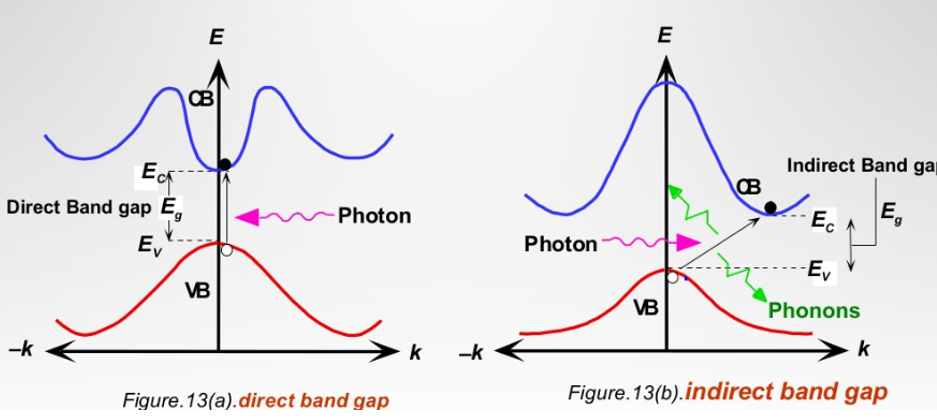 E
CB
E_C
Direct Band gap E_g
Photon
E_V
VB
–k
k
Figure.13(a).direct band gap
E
Indirect Band gap
CB
E_C
E_g
Photon
E_V
VB
Phonons
–k
k
Figure.13(b).indirect band gap